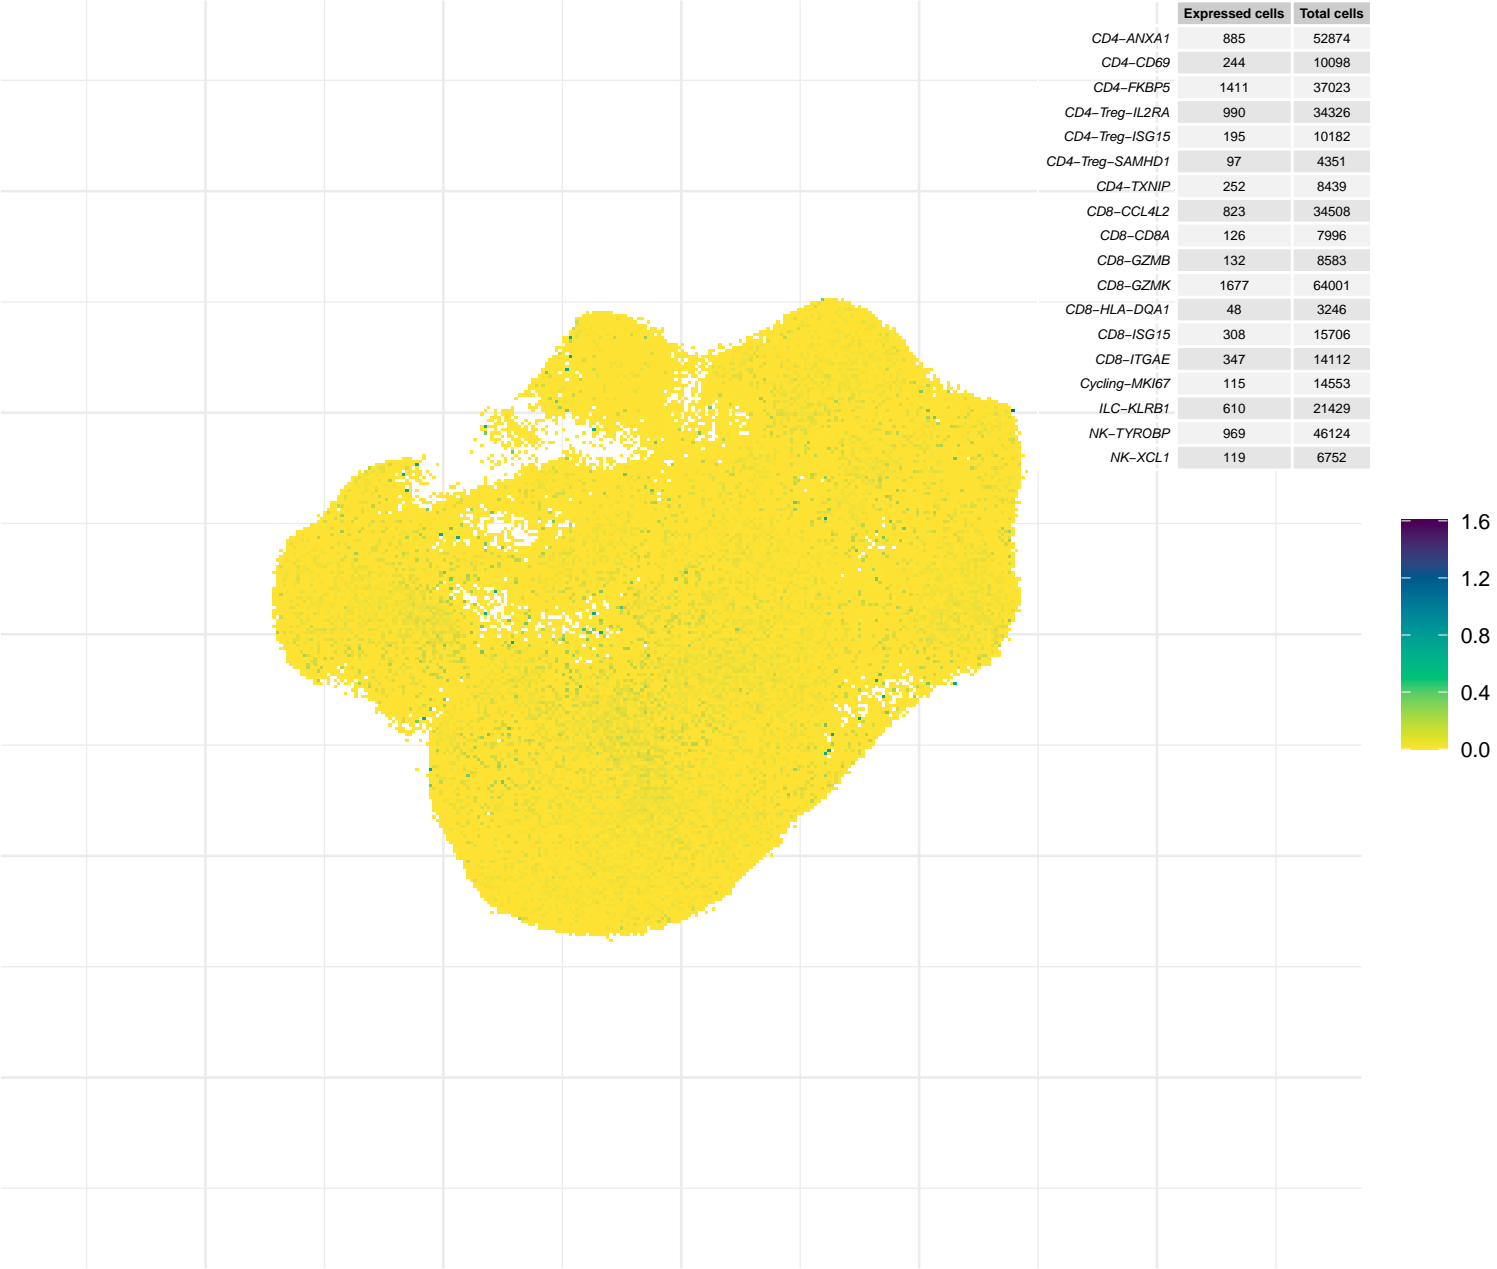 Expressed cells Total cells
CD4−ANXA1 885 52874
CD4−CD69 244 10098
CD4−FKBP5 1411 37023
CD4−Treg−IL2RA 990 34326
CD4−Treg−ISG15 195 10182
CD4−Treg−SAMHD1 97 4351
CD4−TXNIP 252 8439
CD8−CCL4L2 823 34508
CD8−CD8A 126 7996
CD8−GZMB 132 8583
CD8−GZMK 1677 64001
CD8−HLA−DQA1 48 3246
CD8−ISG15 308 15706
CD8−ITGAE 347 14112
Cycling−MKI67 115 14553
ILC−KLRB1 610 21429
NK−TYROBP 969 46124
NK−XCL1 119 6752
1.6
1.2
0.8
0.4
0.0